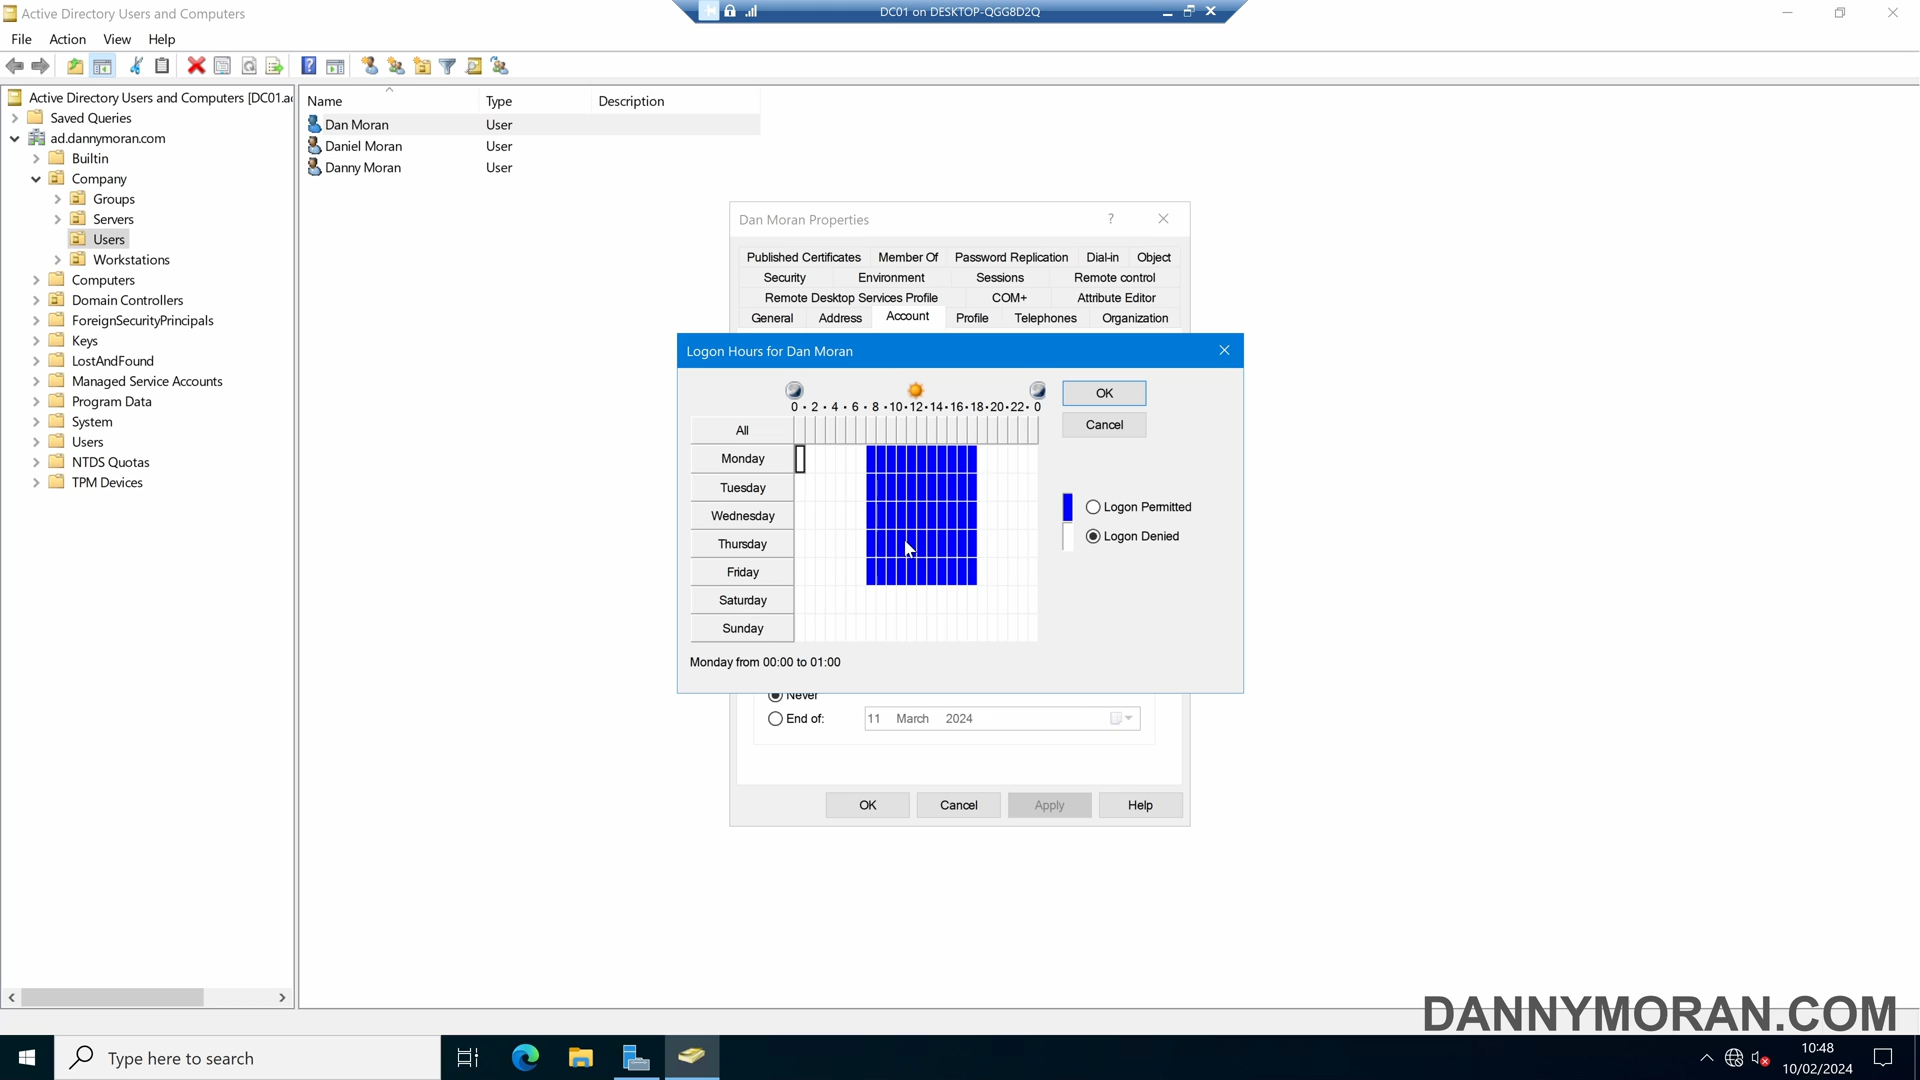 Active Directory Users and Computers
DC01 on DESKTOP-QGG8D2Q
File Action View Help
Active Directory Users and Computers [DC01.a
Saved Queries
ad.dannymoran.com
Builtin
Company
Groups
Servers
Users
Workstations
Computers
Domain Controllers
ForeignSecurityPrincipals
Keys
LostAndFound
Managed Service Accounts
Program Data
System
Users
NTDS Quotas
TPM Devices
Name Type Description
Dan Moran User
Daniel Moran User
Danny Moran User
Dan Moran Properties
Published Certificates Member Of Password Replication Dial-in Object
Security Environment Sessions Remote control
Remote Desktop Services Profile COM+ Attribute Editor
General Address Account Profile Telephones Organization
Logon Hours for Dan Moran
0 · 2 · 4 · 6 · 8 · 10 · 12 · 14 · 16 · 18 · 20 · 22 · 0
OK
Cancel
All
Monday
Tuesday
Wednesday
Thursday
Friday
Saturday
Sunday
Logon Permitted
Logon Denied
Monday from 00:00 to 01:00
Never
End of: 11 March 2024
OK Cancel Apply Help
DANNYMORAN.COM
Type here to search
10:48
10/02/2024